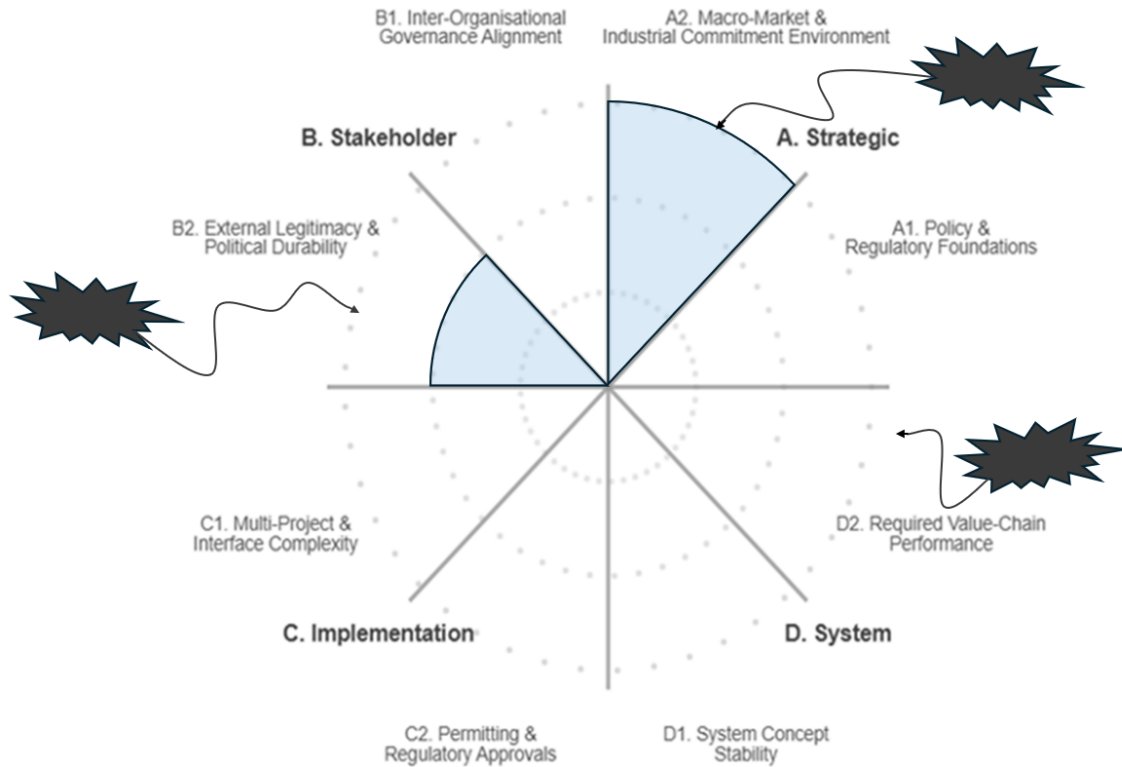 B1. Inter-Organisational
Governance Alignment
A2. Macro-Market &
Industrial Commitment Environment
B. Stakeholder
A. Strategic
B2. External Legitimacy &
Political Durability
A1. Policy &
Regulatory Foundations
C1. Multi-Project &
Interface Complexity
D2. Required Value-Chain
Performance
C. Implementation
D. System
C2. Permitting &
Regulatory Approvals
D1. System Concept
Stability